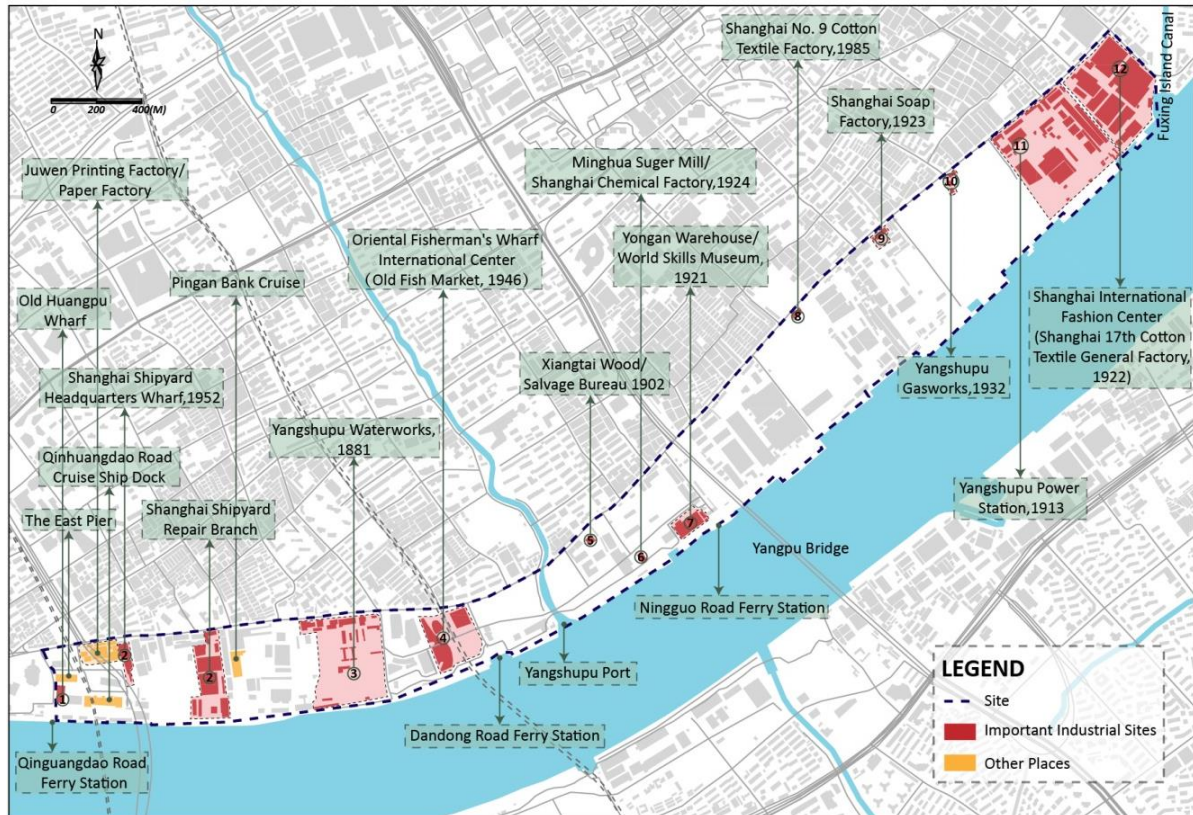 N
0 200 400(M)
Shanghai No. 9 Cotton
Textile Factory,1985
Shanghai Soap
Factory,1923
Fuxing Island Canal
Juwen Printing Factory/
Paper Factory
Minghua Suger Mill/
Shanghai Chemical Factory,1924
Oriental Fisherman's Wharf
International Center
(Old Fish Market, 1946)
Yongan Warehouse/
World Skills Museum,
1921
Old Huangpu
Wharf
Pingan Bank Cruise
Shanghai International
Fashion Center
(Shanghai 17th Cotton
Textile General Factory,
1922)
Shanghai Shipyard
Headquarters Wharf,1952
Xiangtai Wood/
Salvage Bureau 1902
Yangshupu
Gasworks,1932
Yangshupu Waterworks,
1881
Qinhuangdao Road
Cruise Ship Dock
Yangshupu Power
Station,1913
The East Pier
Shanghai Shipyard
Repair Branch
Yangpu Bridge
Ningguo Road Ferry Station
Yangshupu Port
Dandong Road Ferry Station
Qinguangdao Road
Ferry Station
1
2
2
3
4
5
6
7
8
9
10
11
12
LEGEND
Site
Important Industrial Sites
Other Places